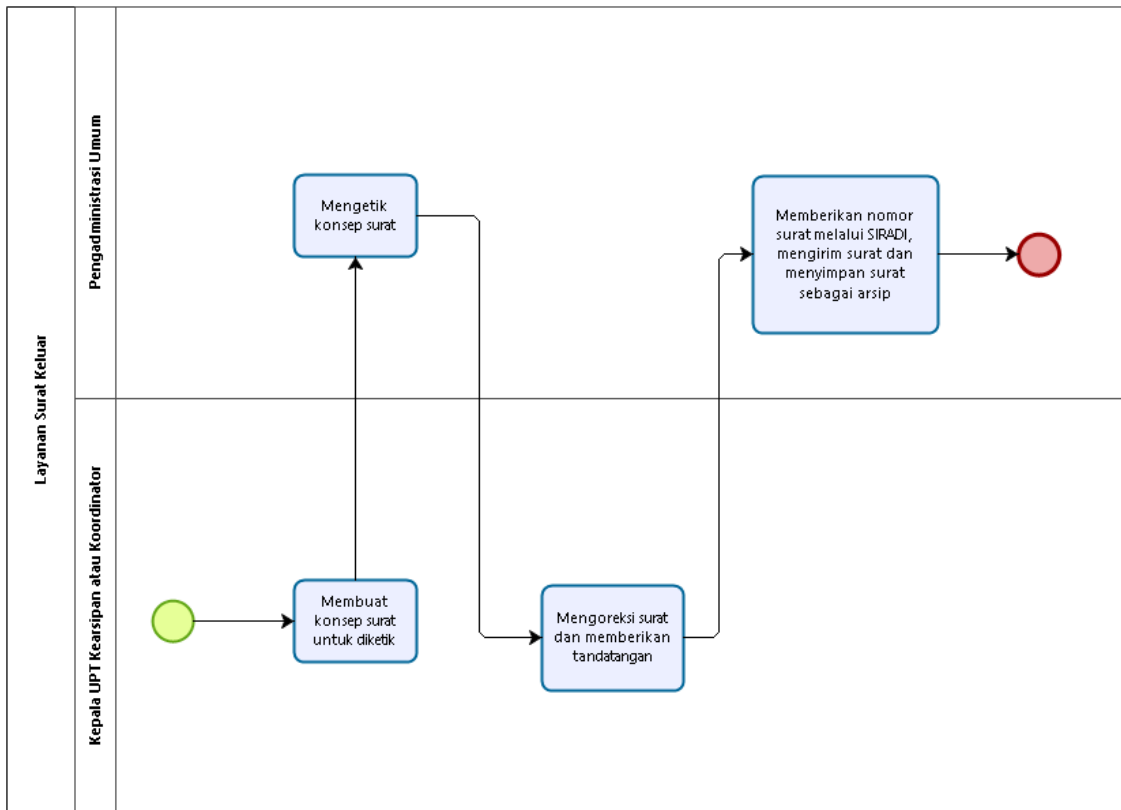 Layanan Surat Keluar
Pengadministrasi Umum
Mengetik
konsep surat
Memberikan nomor
surat melalui SIRADI,
mengirim surat dan
menyimpan surat
sebagai arsip
Kepala UPT Kearsipan atau Koordinator
Membuat
konsep surat
untuk diketik
Mengoreksi surat
dan memberikan
tandatangan